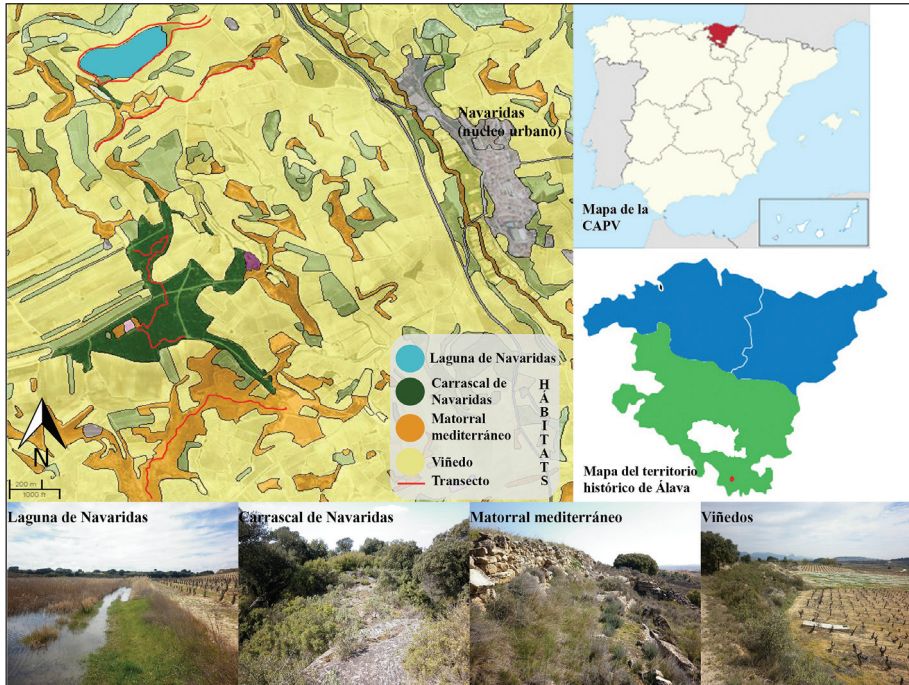 Navaridas
(núcleo urbano)
Laguna de Navaridas
Carrascal de
Navaridas
Matorral
mediterráneo
Viñedo
Transecto
HÁBITATS
N
200 m
1000 ft
Mapa de la
CAPV
Mapa del territorio
histórico de Álava
Laguna de Navaridas
Carrascal de Navaridas
Matorral mediterráneo
Viñedos